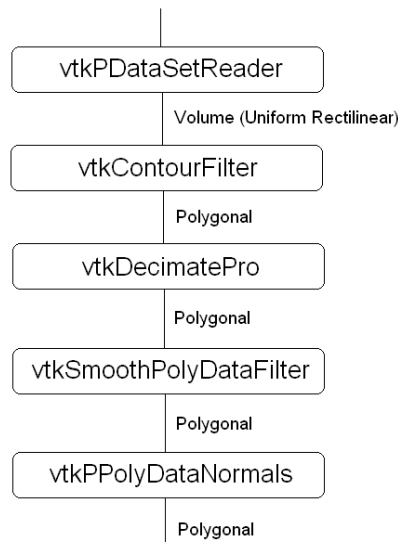 vtkPDataSetReader
Volume (Uniform Rectilinear)
vtkContourFilter
Polygonal
vtkDecimatePro
Polygonal
vtkSmoothPolyDataFilter
Polygonal
vtkPPolyDataNormals
Polygonal